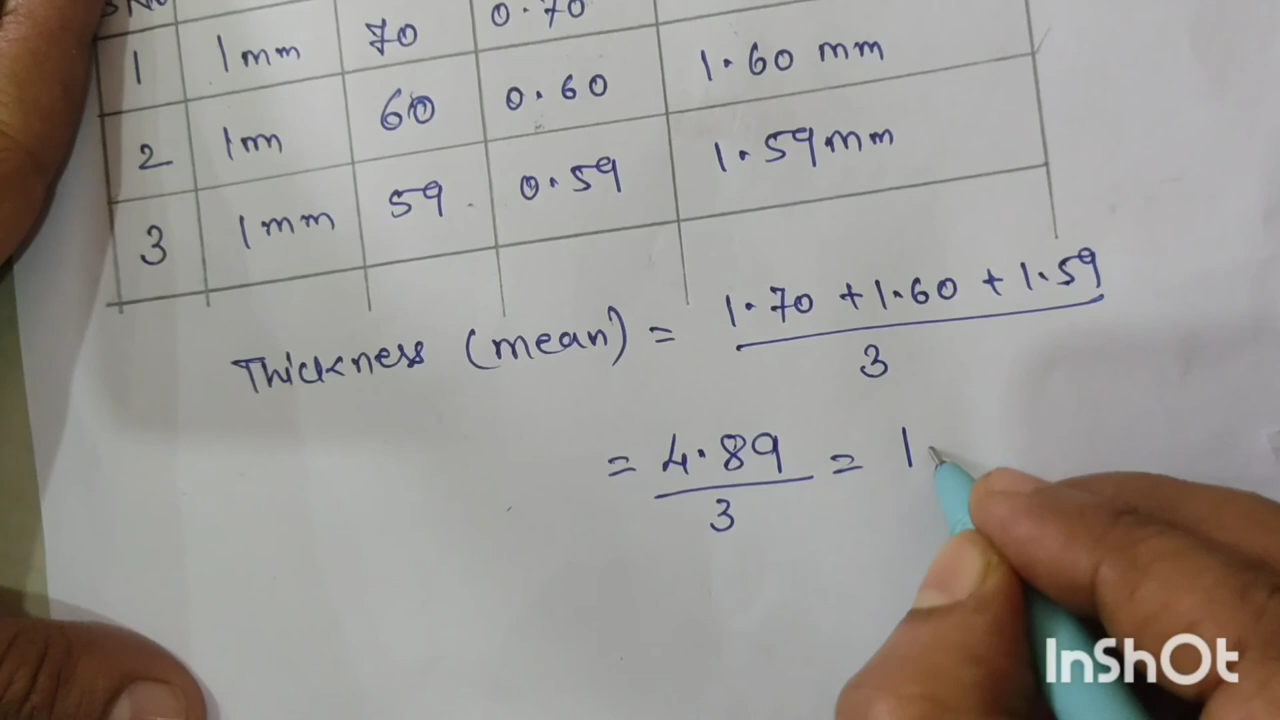 0.70
1 1mm 70
2 1m 60 0.60 1.60 mm
3 1mm 59 0.59 1.59mm
Thickness (mean) = 1.70 + 1.60 + 1.59
3
= 4.89 = 1
3
InShOt